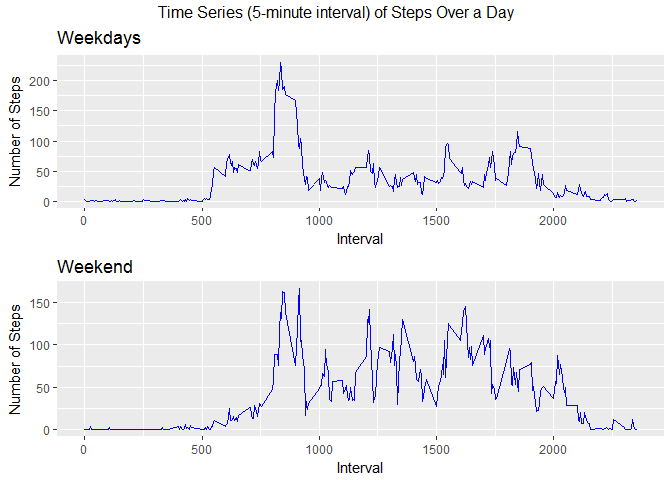 Time Series (5-minute interval) of Steps Over a Day
Weekdays
Nurmber of Steps
200
150
100
50
0
0 500 1000 1500 2000
Interval
Weekend
Number of Steps
150
100
50
0
0 500 1000 1500 2000
Interval